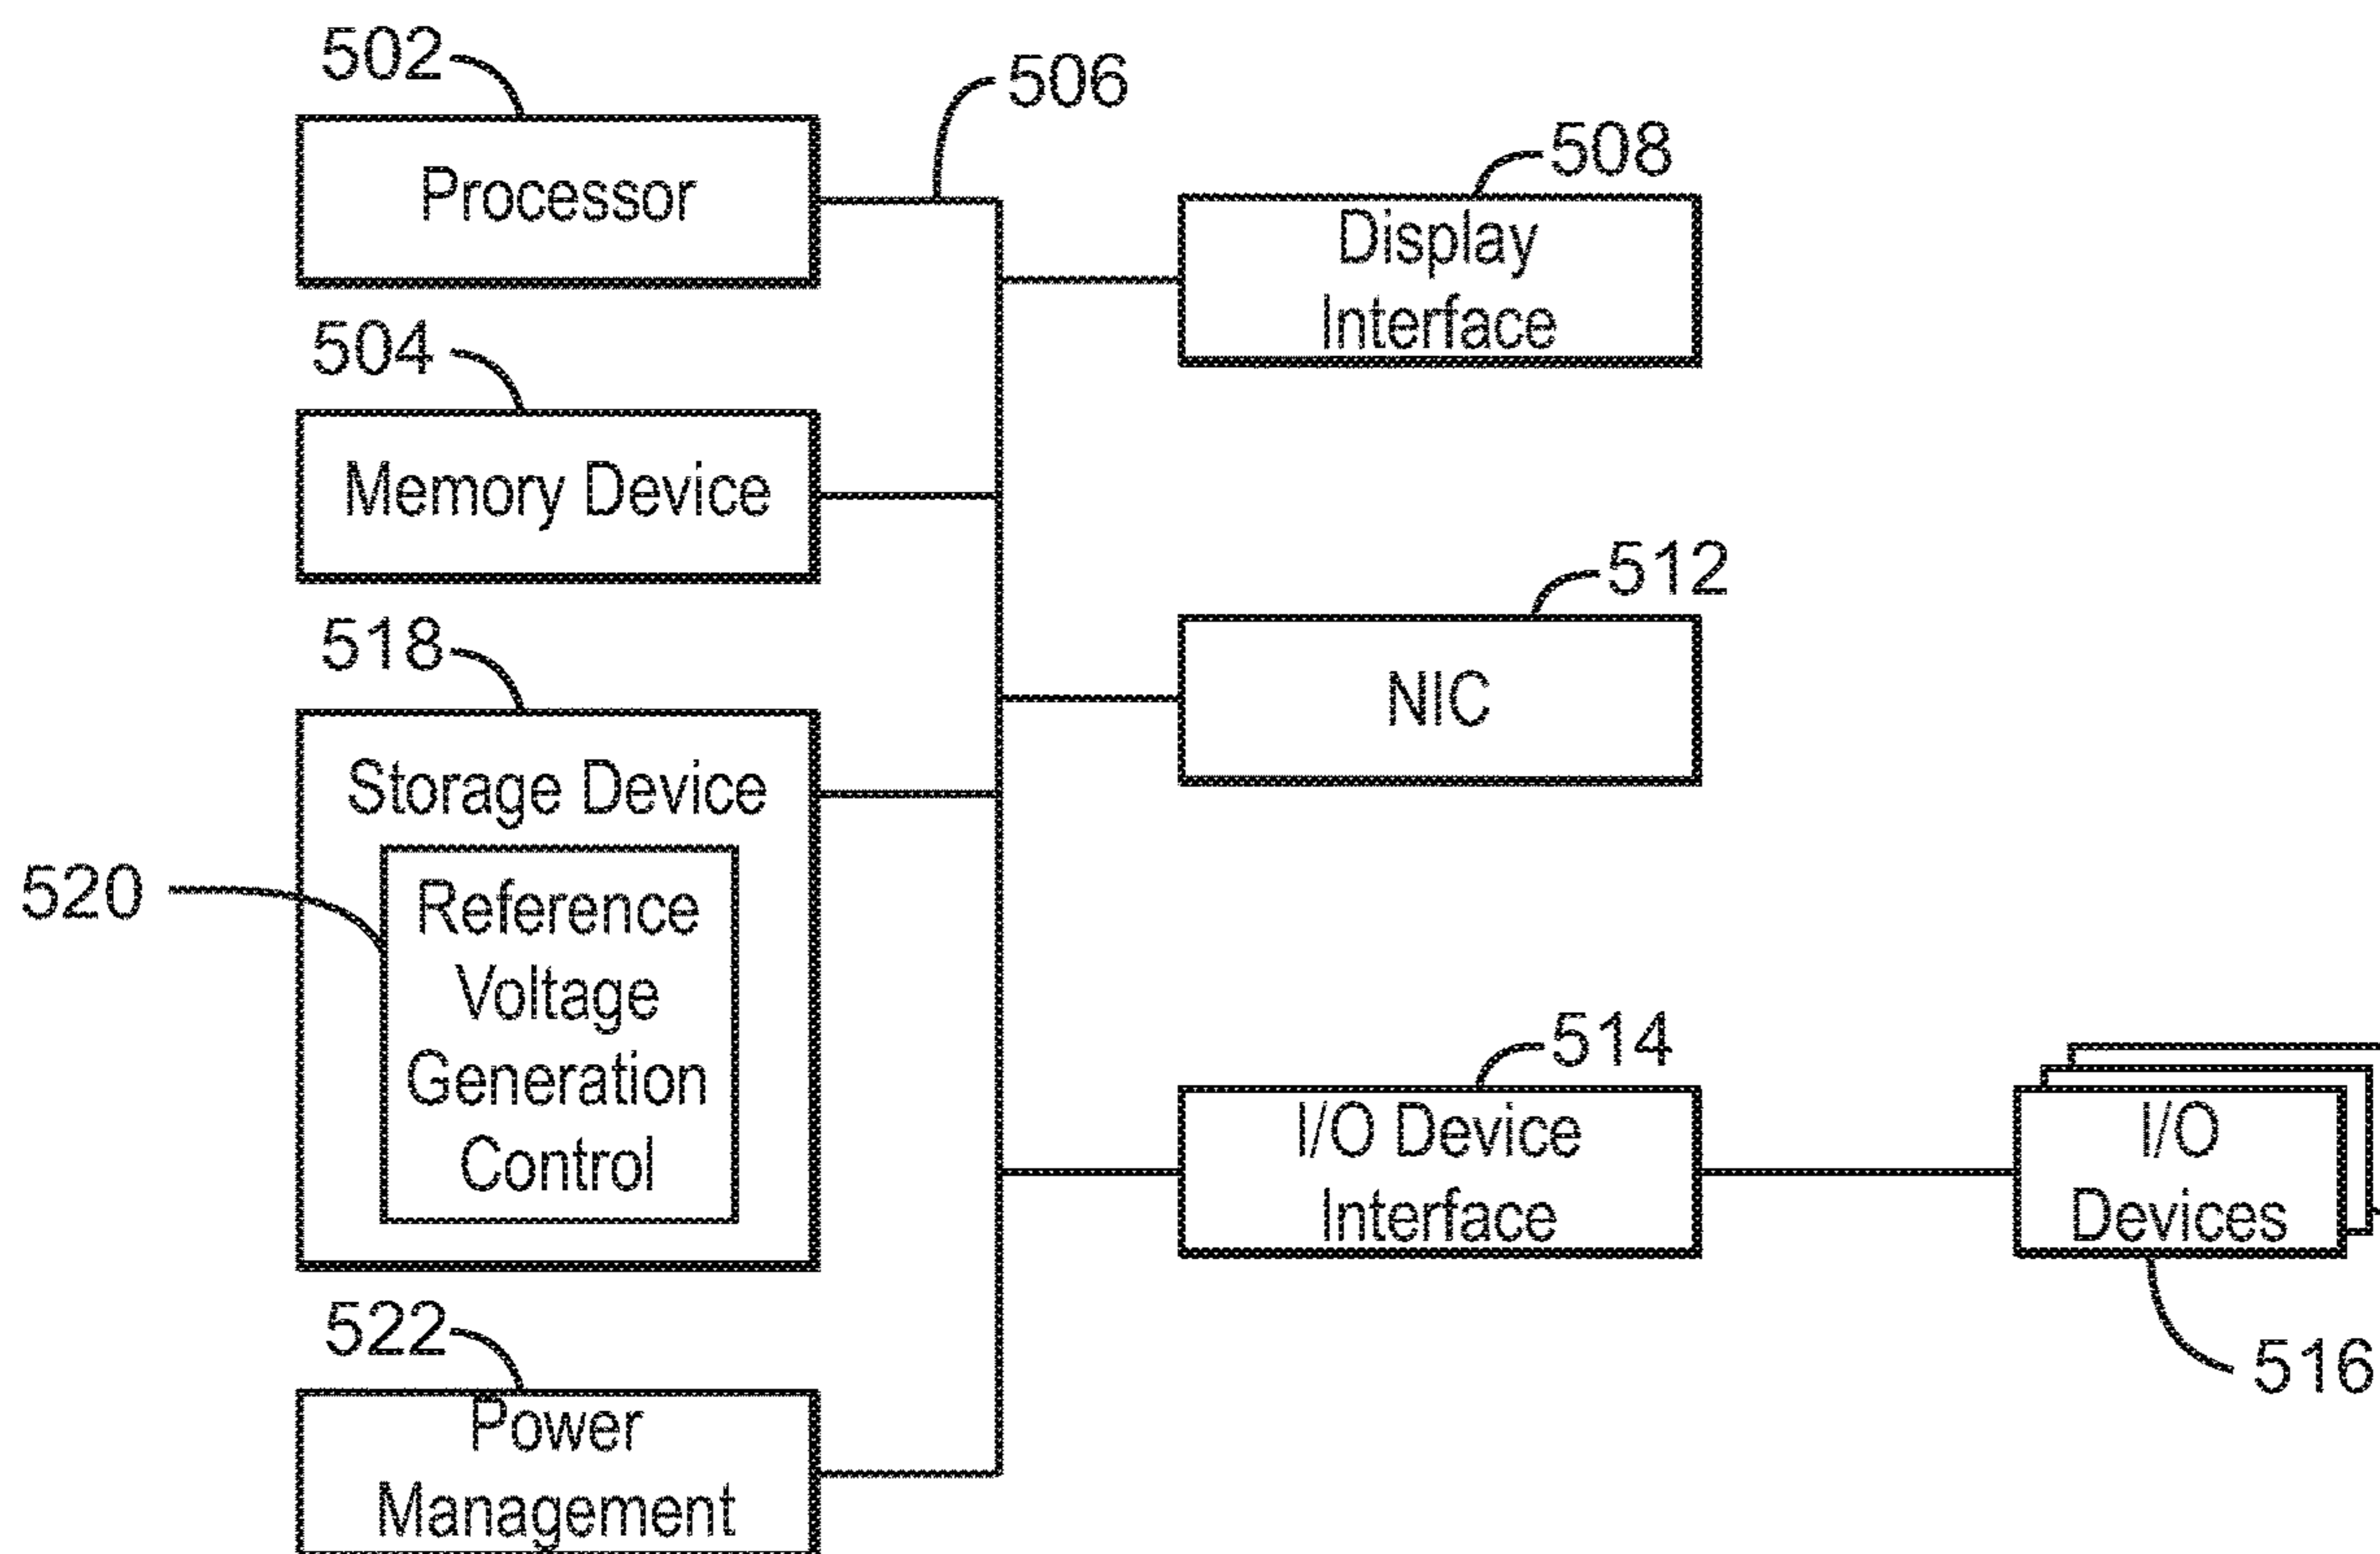 502
506
Processor
508
Display
Interface
504
Memory Device
512
NIC
518
Storage Device
520
Reference
Voltage
Generation
Control
514
I/O Device
Interface
I/O
Devices
516
522
Power
Management